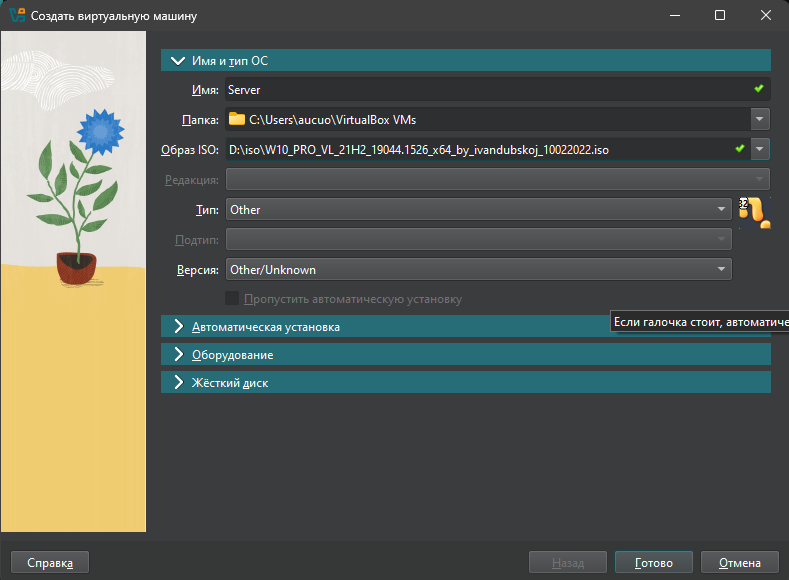 Создать виртуальную машину
Имя и тип ОС
Имя: Server
Папка: C:\Users\aucuo\VirtualBox VMs
Образ ISO: D:\iso\W10_PRO_VL_21H2_19044.1526_x64_by_ivandubskoj_10022022.iso
Редакция:
Тип: Other
32
Подтип:
Версия: Other/Unknown
Пропустить автоматическую установку
Автоматическая установка
Если галочка стоит, автоматиче
Оборудование
Жёсткий диск
Справка Назад Готово Отмена